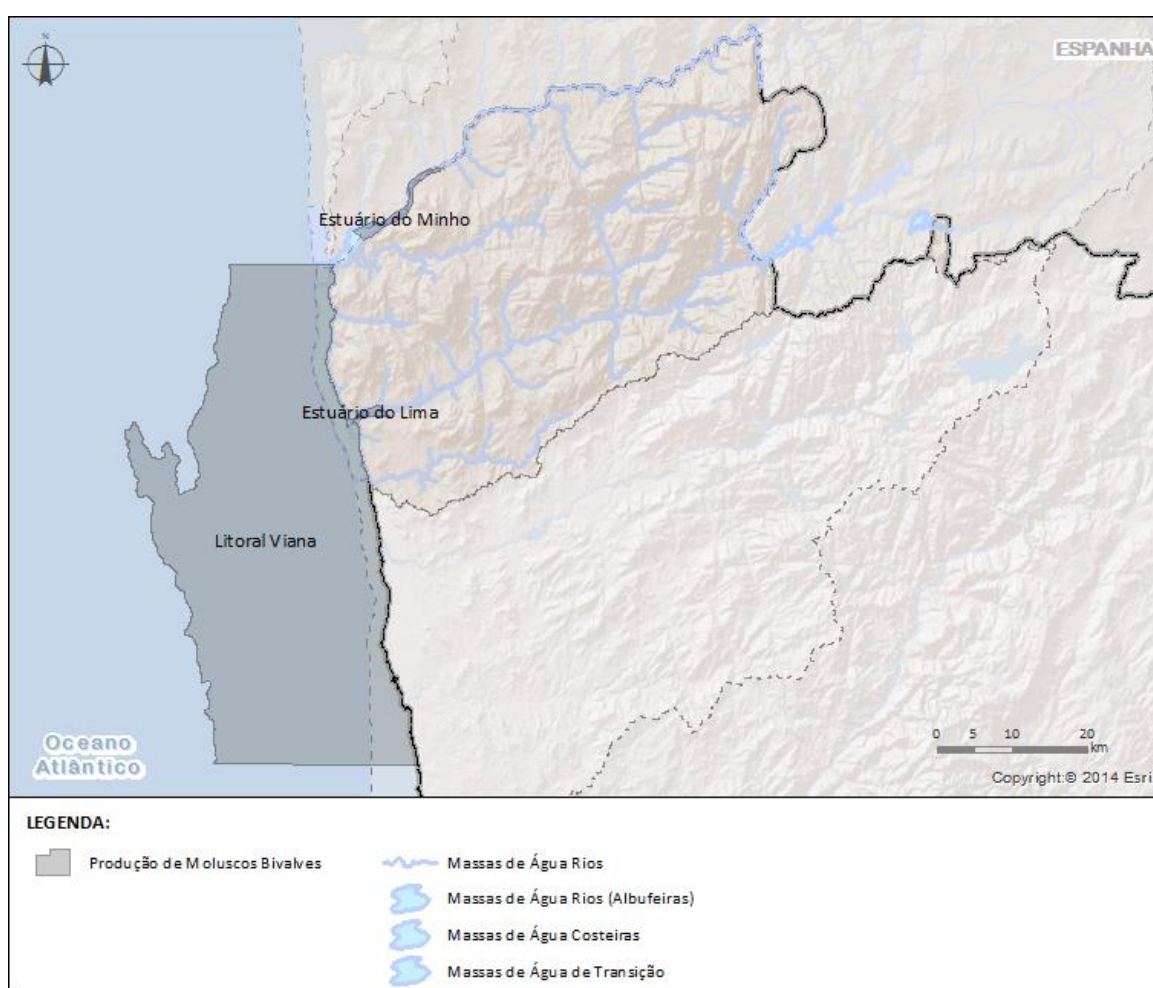 N
ESPANHA
Estuário do Minho
Estuário do Lima
Litoral Viana
Oceano
Atlântico
0 5 10 20
km
Copyright:© 2014 Esri
LEGENDA:
Produção de Moluscos Bivalves
Massas de Água Rios
Massas de Água Rios (Albufeiras)
Massas de Água Costeiras
Massas de Água de Transição